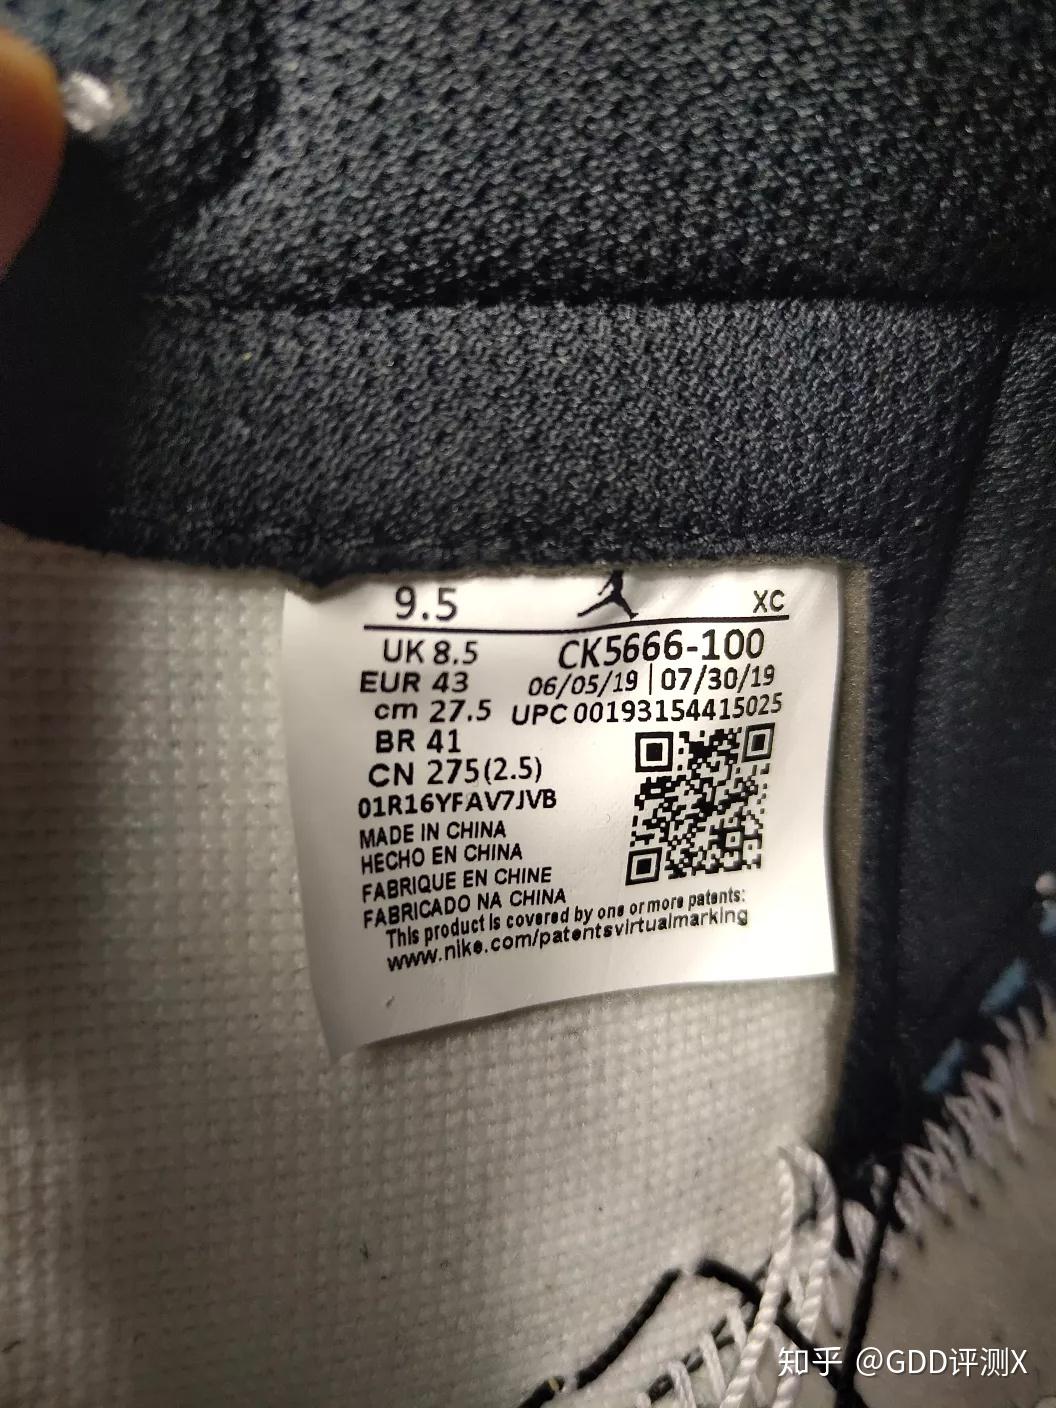 9.5 XC
UK 8.5 CK5666-100
EUR 43 06/05/19 | 07/30/19
cm 27.5 UPC 00193154415025
BR 41
CN 275(2.5)
01R16YFAV7JVB
MADE IN CHINA
HECHO EN CHINA
FABRIQUE EN CHINE
FABRICADO NA CHINA
This product is covered by one or more patents:
www.nike.com/patentsvirtualmarking
知乎 @GDD评测X